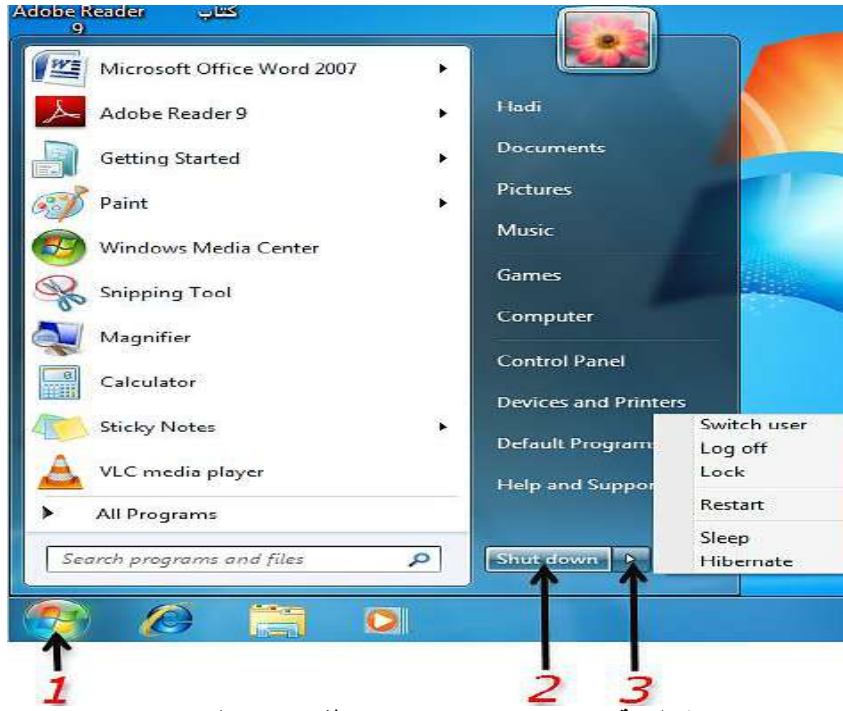 Adobe Reader
9
كتاب
Microsoft Office Word 2007
Adobe Reader 9
Getting Started
Paint
Windows Media Center
Snipping Tool
Magnifier
Calculator
Sticky Notes
VLC media player
All Programs
Search programs and files
Hadi
Documents
Pictures
Music
Games
Computer
Control Panel
Devices and Printers
Default Program
Help and Suppor
Shut down
Switch user
Log off
Lock
Restart
Sleep
Hibernate
1
2
3